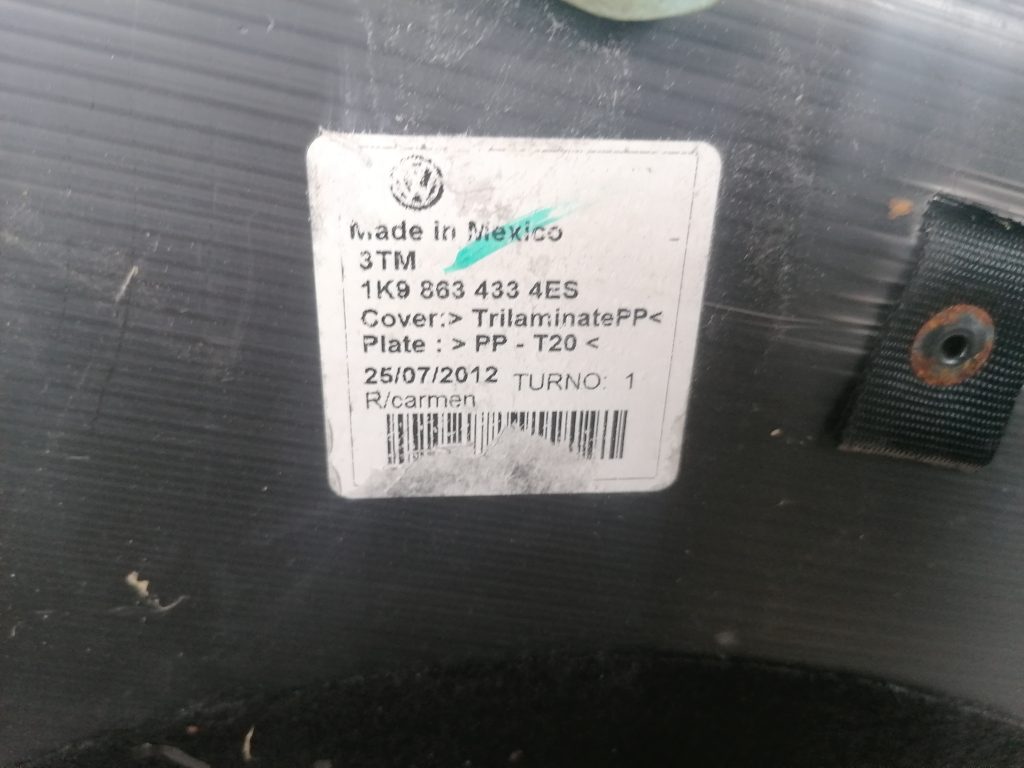 Made in Mexico
3TM
1K9 863 433 4ES
Cover:> TrilaminatePP<
Plate : > PP - T20 <
25/07/2012 TURNO: 1
R/carmen